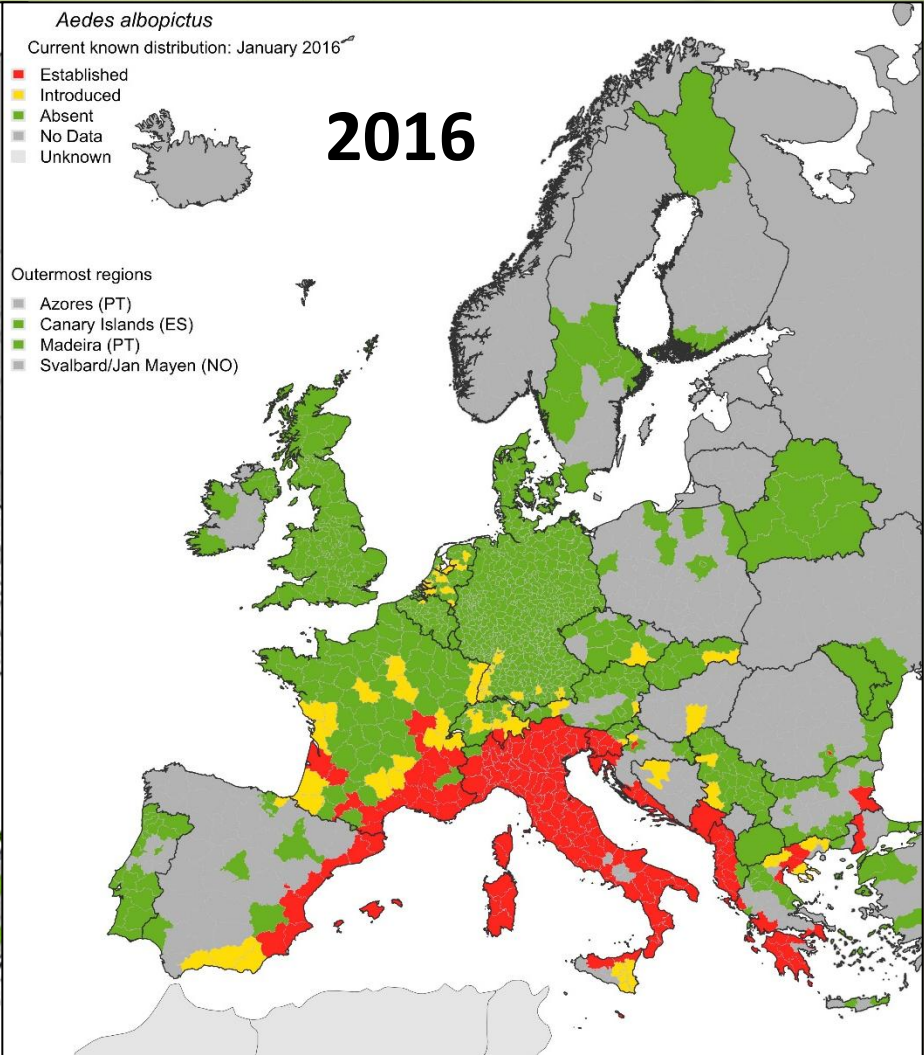 Aedes albopictus
Current known distribution: January 2016
Established
Introduced
Absent
No Data
Unknown
2016
Outermost regions
Azores (PT)
Canary Islands (ES)
Madeira (PT)
Svalbard/Jan Mayen (NO)